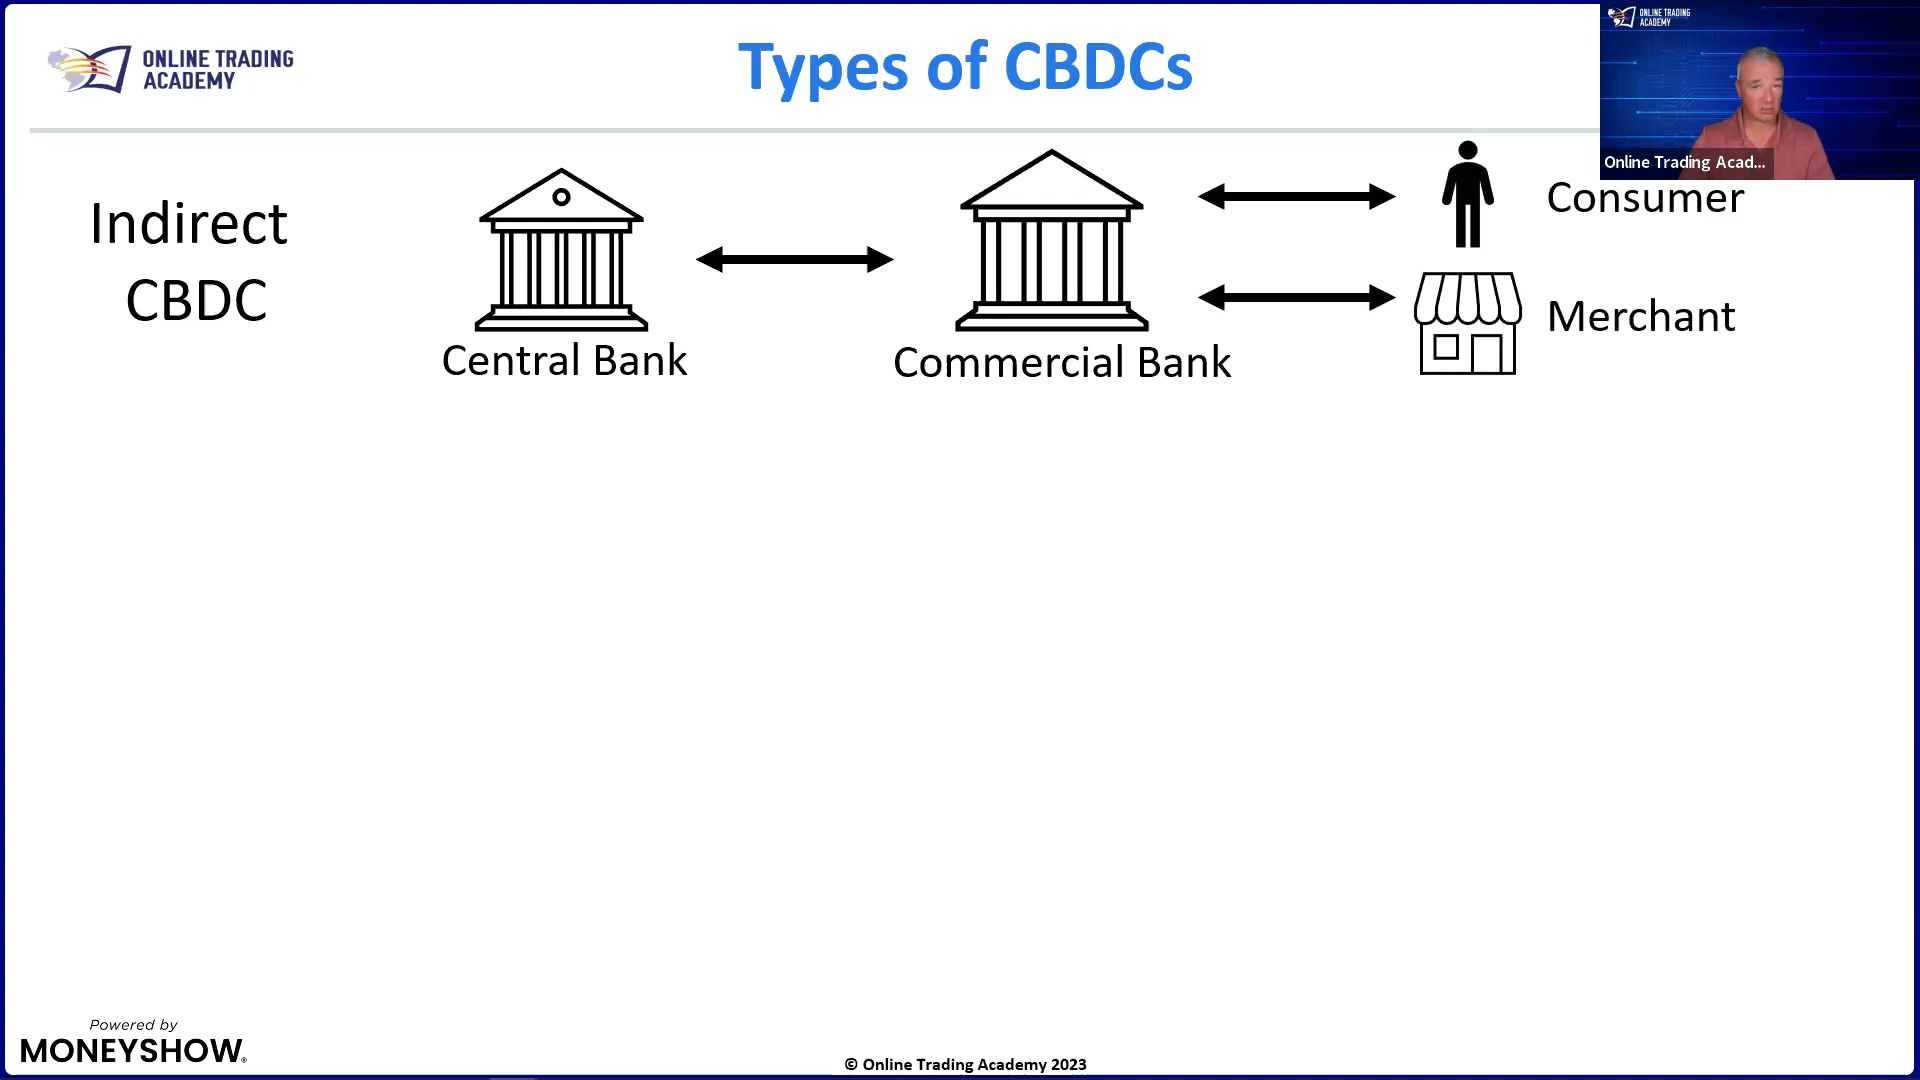 ONLINE TRADING
ACADEMY
Types of CBDCs
ONLINE TRADING
ACADEMY
Online Trading Acad...
Indirect
CBDC
Central Bank
Commercial Bank
Consumer
Merchant
Powered by
MONEYSHOW®
© Online Trading Academy 2023